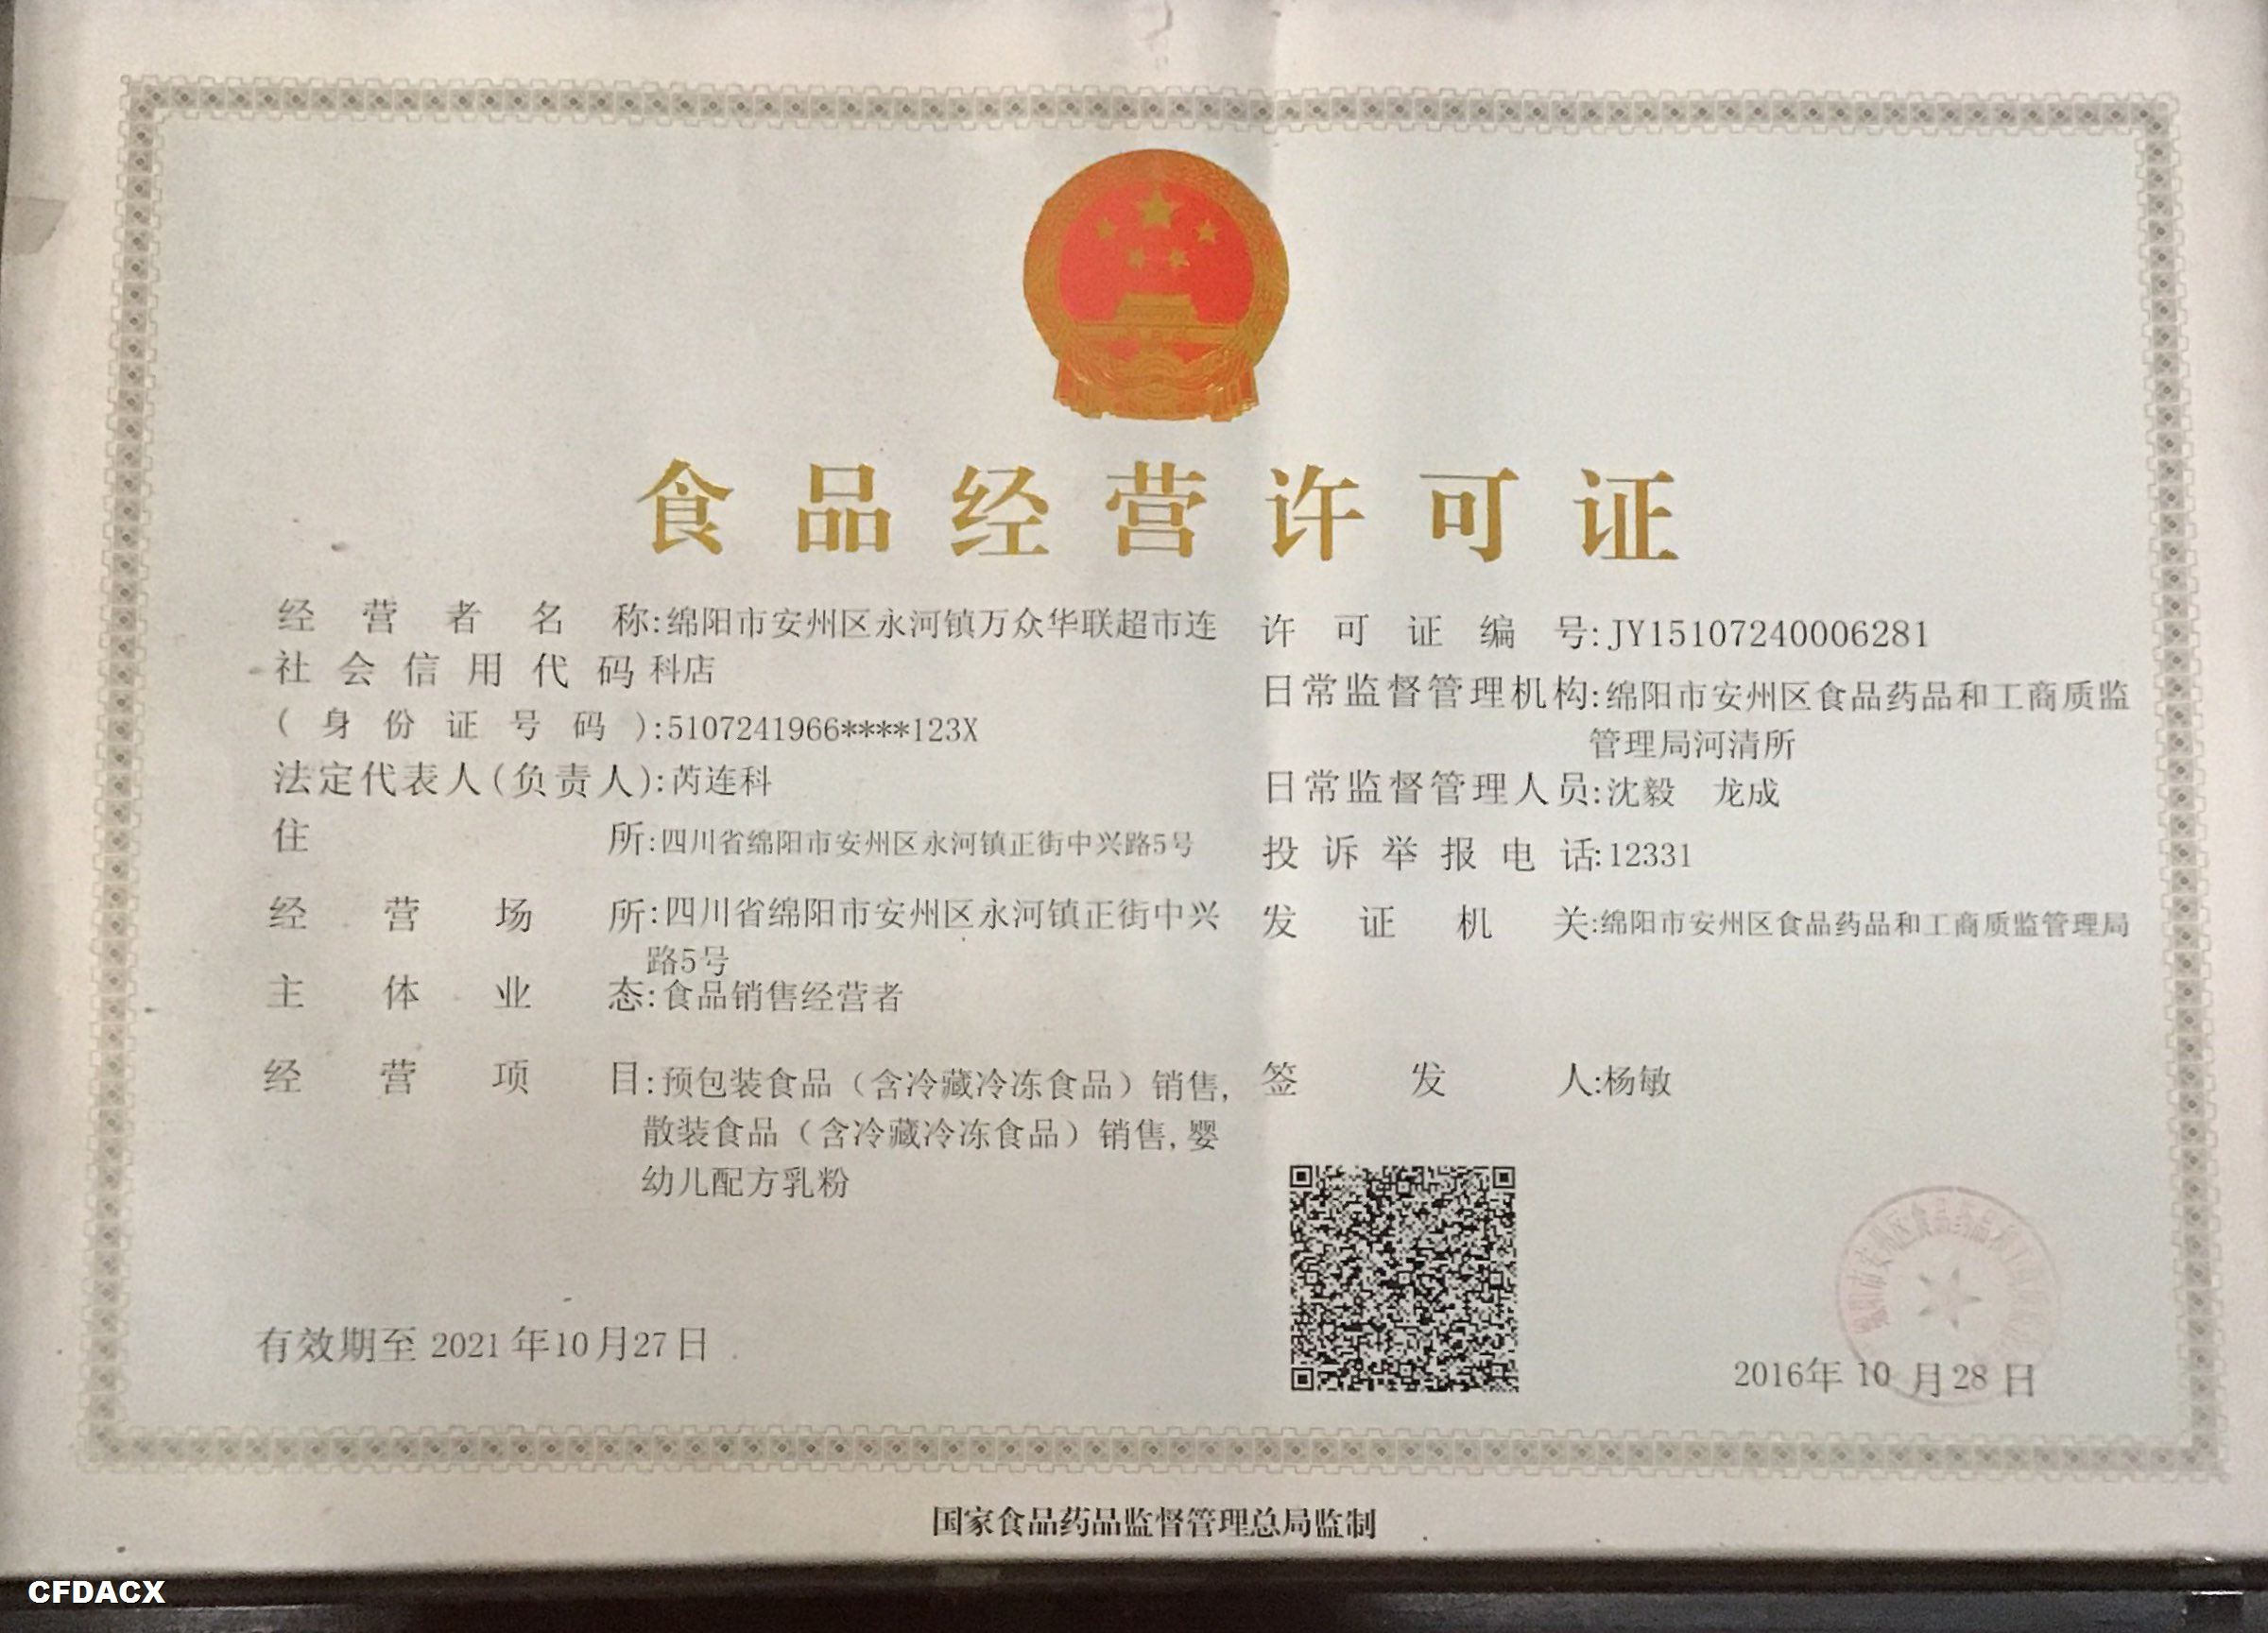 食品经营许可证
经营者名称:绵阳市安州区永河镇万众华联超市连
社会信用代码 科店
(身份证号码):5107241966****123X
法定代表人(负责人):芮连科
住所:四川省绵阳市安州区永河镇正街中兴路5号
经营场所:四川省绵阳市安州区永河镇正街中兴
路5号
主体业态:食品销售经营者
经营项目:预包装食品（含冷藏冷冻食品）销售,
散装食品（含冷藏冷冻食品）销售,婴
幼儿配方乳粉
有效期至 2021 年10月27日
许可证编号:JY15107240006281
日常监督管理机构:绵阳市安州区食品药品和工商质监
管理局河清所
日常监督管理人员:沈毅 龙成
投诉举报电话:12331
发证机关:绵阳市安州区食品药品和工商质监管理局
签发人:杨敏
2016年 10 月28日
国家食品药品监督管理总局监制
CFDACX